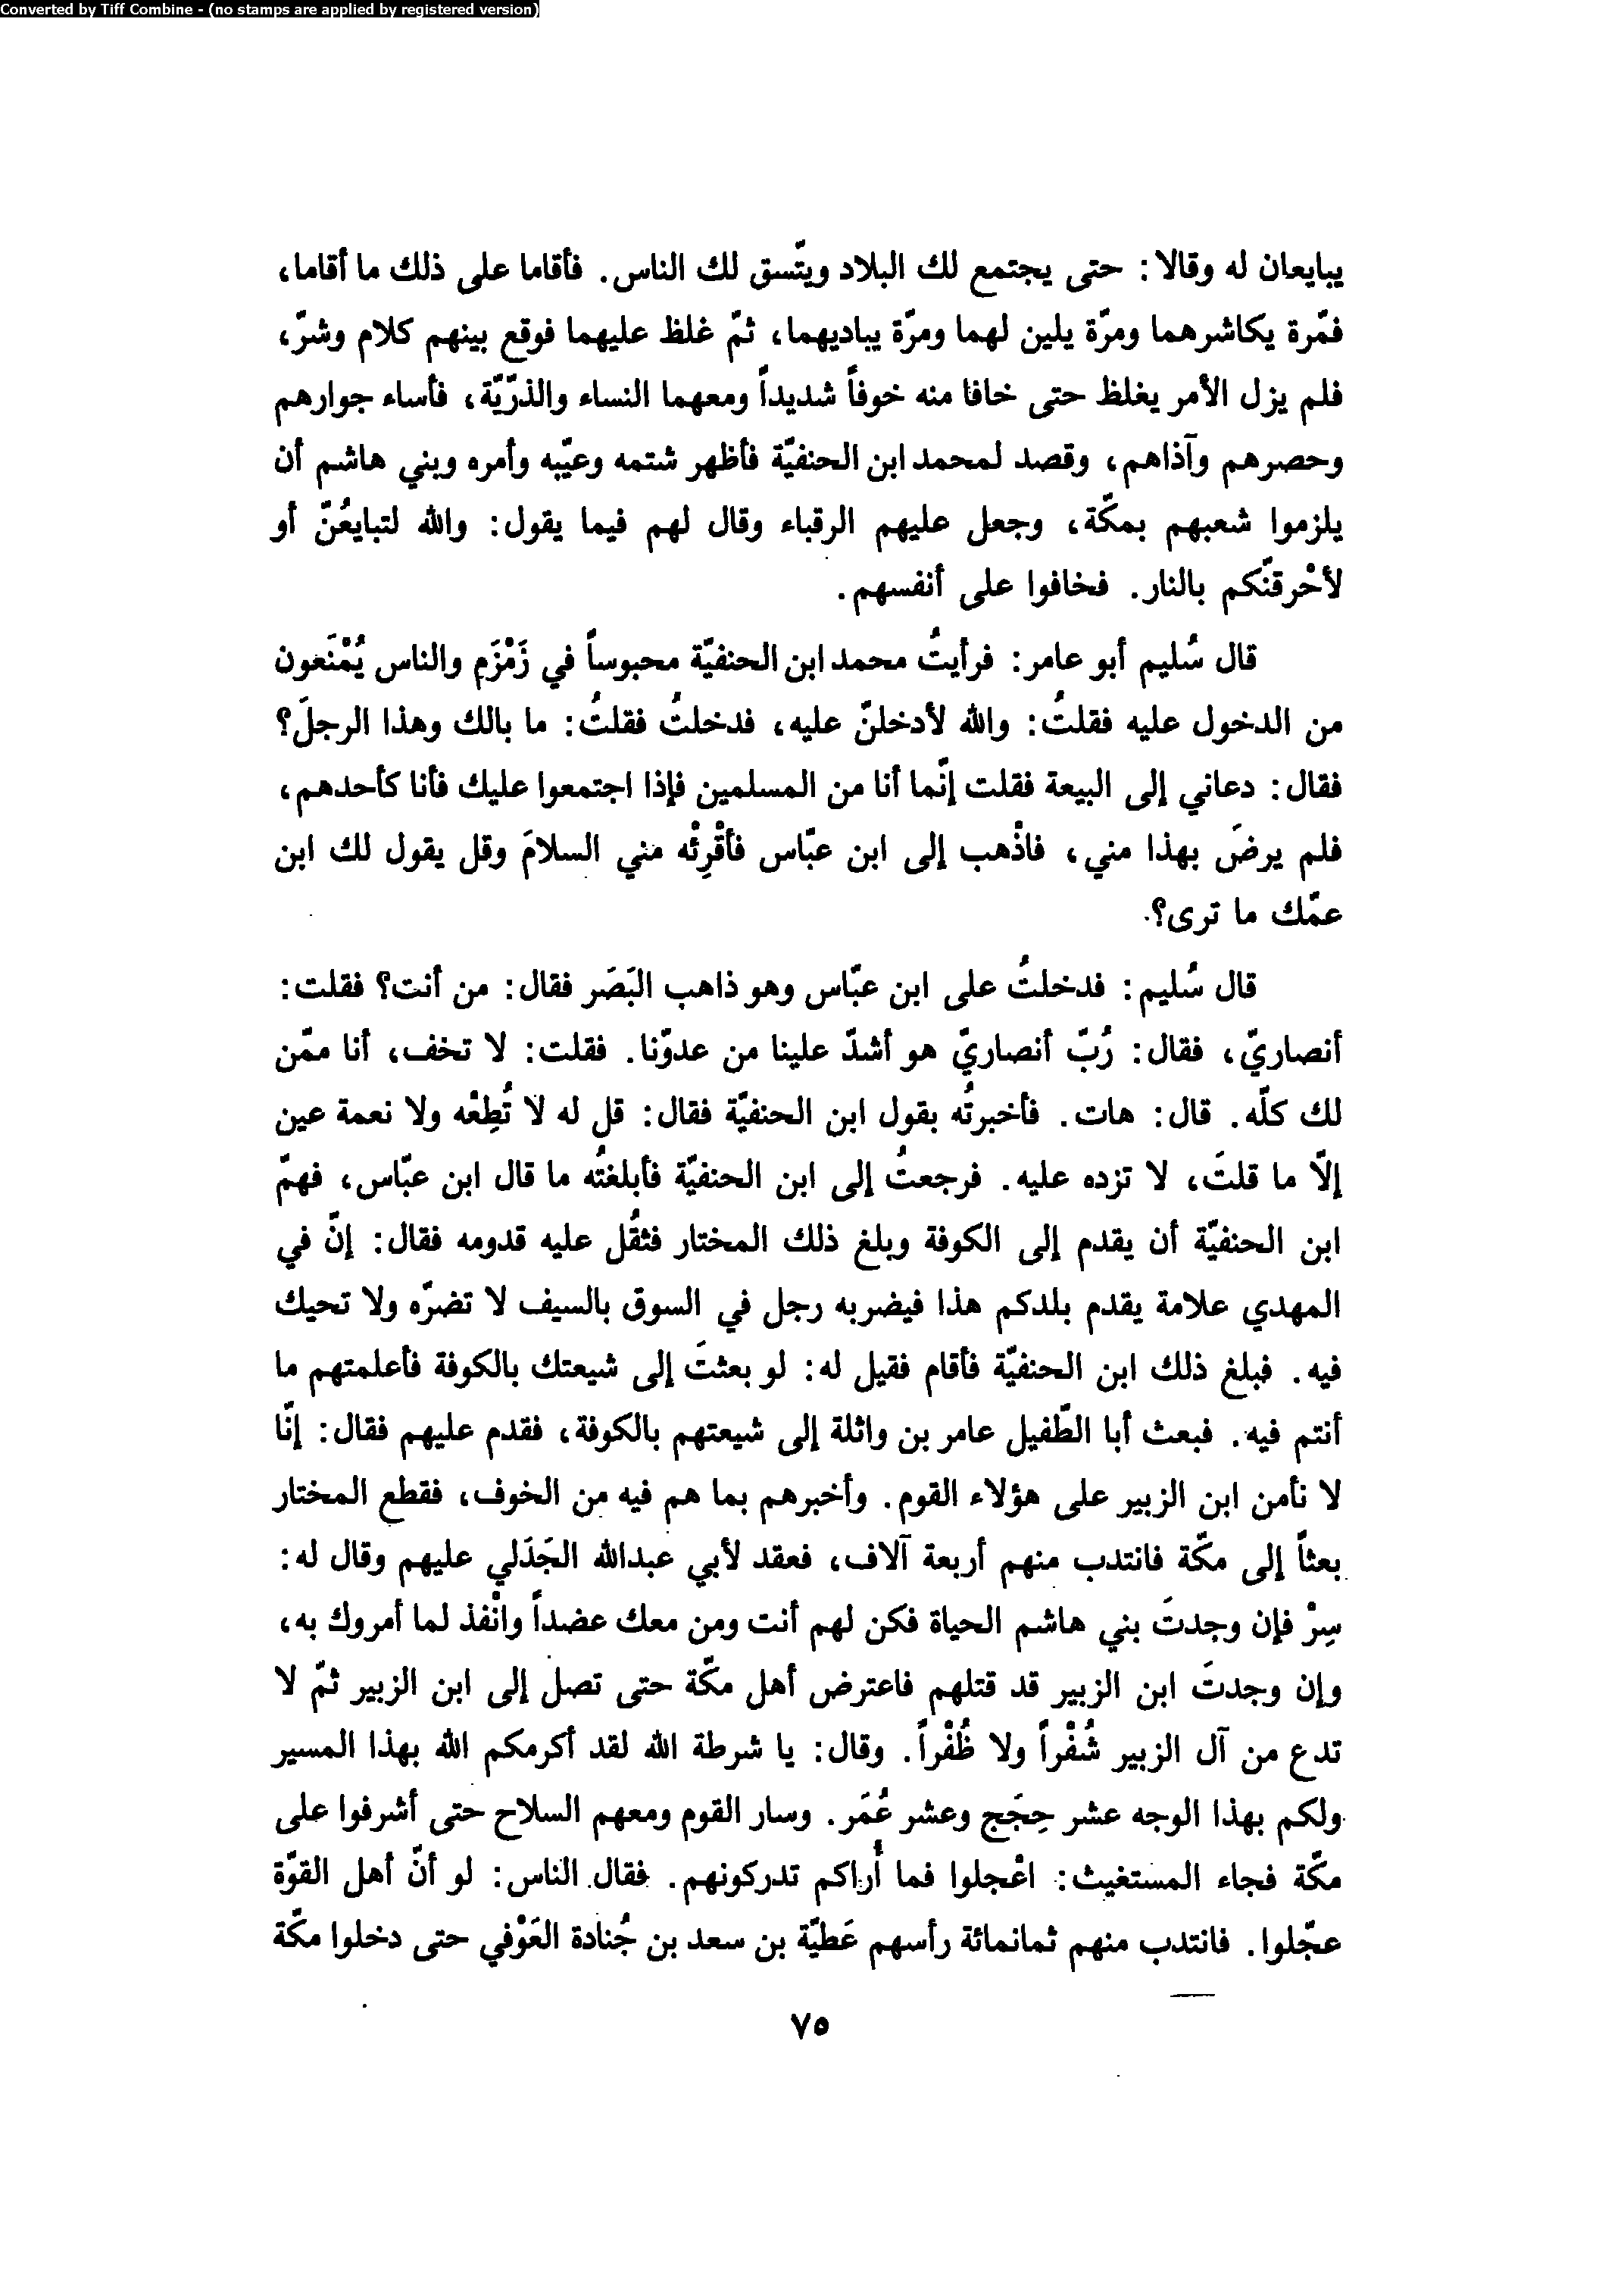 Converted by Tiff Combine - (no stamps are applied by registered version)
يبايعان له وقالا: حتى يجتمع لك البلاد ويتّسق لك الناس. فأقاما على ذلك ما أقاما،
فمّرة يكاشرهما ومرّة يلين لهما ومرّة يباديهما، ثمّ غلظ عليهما فوقع بينهم كلام وشرّ،
فلم يزل الأمر يغلظ حتى خافا منه خوفاً شديداً ومعهما النساء والذرّيّة، فأساء جوارهم
وحصرهم وآذاهم، وقصد لمحمد ابن الحنفيّة فأظهر شتمه وعيّبه وأمره وبني هاشم أن
يلزموا شعبهم بمكّة، وجعل عليهم الرقباء وقال لهم فيما يقول: والله لتبايعُنّ أو
لأحْرقنّكم بالنار. فخافوا على أنفسهم.
قال سُليم أبو عامر: فرأيتُ محمد ابن الحنفيّة محبوساً في زَمْزَم والناس يُمْنَعون
من الدخول عليه فقلتُ: والله لأدخلنّ عليه، فدخلتُ فقلتُ: ما بالك وهذا الرجلَ؟
فقال: دعاني إلى البيعة فقلت إنّما أنا من المسلمين فإذا اجتمعوا عليك فأنا كأحدهم،
فلم يرضَ بهذا مني، فاذْهب إلى ابن عبّاس فأقْرِئْه مني السلامَ وقل يقول لك ابن
عمّك ما ترى؟
قال سُليم: فدخلتُ على ابن عبّاس وهو ذاهب البَصَر فقال: من أنت؟ فقلت:
أنصاريّ، فقال: رُبّ أنصاريّ هو أشدّ علينا من عدوّنا. فقلت: لا تخف، أنا ممّن
لك كلّه. قال: هات. فأخبرتُه بقول ابن الحنفيّة فقال: قل له لا تُطِعْه ولا نعمة عين
إلاّ ما قلتَ، لا تزده عليه. فرجعتُ إلى ابن الحنفيّة فأبلغتُه ما قال ابن عبّاس، فهمّ
ابن الحنفيّة أن يقدم إلى الكوفة وبلغ ذلك المختار فثقُل عليه قدومه فقال: إنّ في
المهدي علامة يقدم بلدكم هذا فيضربه رجل في السوق بالسيف لا تضرّه ولا تحيك
فيه. فبلغ ذلك ابن الحنفيّة فأقام فقيل له: لو بعثتَ إلى شيعتك بالكوفة فأعلمتهم ما
أنتم فيه. فبعث أبا الطّفيل عامر بن واثلة إلى شيعتهم بالكوفة، فقدم عليهم فقال: إنّا
لا نأمن ابن الزبير على هؤلاء القوم. وأخبرهم بما هم فيه من الخوف، فقطع المختار
بعثاً إلى مكّة فانتدب منهم أربعة آلاف، فعقد لأبي عبدالله الجَدَلي عليهم وقال له:
سِرْ فإن وجدتَ بني هاشم الحياة فكن لهم أنت ومن معك عضداً وانْفذ لما أمروك به،
وإن وجدتَ ابن الزبير قد قتلهم فاعترض أهل مكّة حتى تصل إلى ابن الزبير ثمّ لا
تدع من آل الزبير شُفْراً ولا ظُفْراً. وقال: يا شرطة الله لقد أكرمكم الله بهذا المسير
ولكم بهذا الوجه عشر حِجَج وعشر عُمَر. وسار القوم ومعهم السلاح حتى أشرفوا على
مكّة فجاء المستغيث: اعْجلوا فما أُراكم تدركونهم. فقال الناس: لو أنّ أهل القوّة
عجّلوا. فانتدب منهم ثمانمائة رأسهم عَطيّة بن سعد بن جُنادة العَوْفي حتى دخلوا مكّة
٧٥